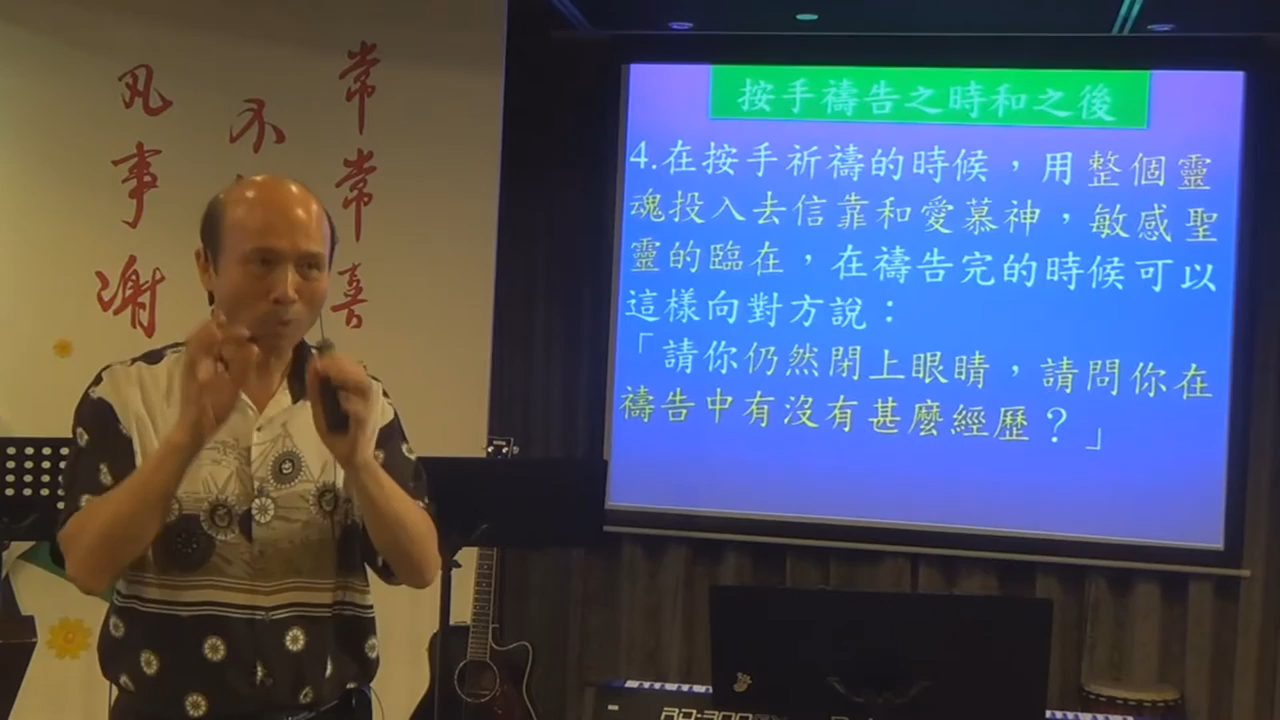 常常喜
不
凡事谢
按手禱告之時和之後
4.在按手祈禱的時候，用整個靈
魂投入去信靠和愛慕神，敏感聖
靈的臨在，在禱告完的時候可以
這樣向對方說：
「請你仍然閉上眼睛，請問你在
禱告中有沒有甚麼經歷？」